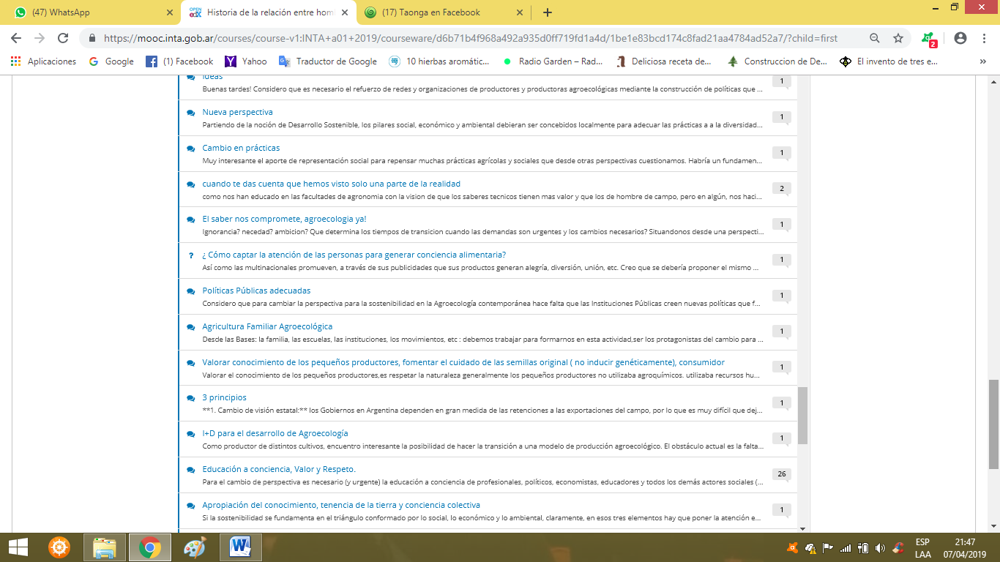 (47) WhatsApp
OPEN edX
Historia de la relación entre hom
(17) Taonga en Facebook
https://mooc.inta.gob.ar/courses/course-v1:INTA+a01+2019/courseware/d6b71b4f968a492a935d0ff719fd1a4d/1be1e83bcd174c8fad21aa4784ad52a7/?child=first
2
Aplicaciones
Google
(1) Facebook
Yahoo
Traductor de Google
10 hierbas aromátic...
Radio Garden – Rad...
Deliciosa receta de...
Construccion de De...
El invento de tres e...
»
Ideas
1
Buenas tardes! Considero que es necesario el refuerzo de redes y organizaciones de productores y productoras agroecológicas mediante la construcción de políticas que ...
Nueva perspectiva
1
Partiendo de la noción de Desarrollo Sostenible, los pilares social, económico y ambiental debieran ser concebidos localmente para adecuar las prácticas a a la diversidad...
Cambio en prácticas
1
Muy interesante el aporte de representación social para repensar muchas prácticas agrícolas y sociales que desde otras perspectivas cuestionamos. Habría un fundamen...
cuando te das cuenta que hemos visto solo una parte de la realidad
2
como nos han educado en las facultades de agronomia con la vision de que los saberes tecnicos tienen mas valor y que los de hombre de campo, pero en algún, nos haci...
El saber nos compromete, agroecologia ya!
1
Ignorancia? necedad? ambicion? Que determina los tiempos de transicion cuando las demandas son urgentes y los cambios necesarios? Situandonos desde una perspecti...
? ¿ Cómo captar la atención de las personas para generar conciencia alimentaria?
1
Así como las multinacionales promueven, a través de sus publicidades que sus productos generan alegría, diversión, unión, etc. Creo que se debería proponer el mismo ...
Políticas Públicas adecuadas
1
Considero que para cambiar la perspectiva para la sostenibilidad en la Agroecología contemporánea hace falta que las Instituciones Públicas creen nuevas políticas que f...
Agricultura Familiar Agroecológica
1
Desde las Bases: la familia, las escuelas, las instituciones, los movimientos, etc : debemos trabajar para formarnos en esta actividad,ser los protagonistas del cambio para ...
Valorar conocimiento de los pequeños productores, fomentar el cuidado de las semillas original ( no inducir genéticamente), consumidor
1
Valorar el conocimiento de los pequeños productores,es respetar la naturaleza generalmente los pequeños productores no utilizaba agroquímicos. utilizaba recursos hu...
3 principios
1
**1. Cambio de visión estatal:** los Gobiernos en Argentina dependen en gran medida de las retenciones a las exportaciones del campo, por lo que es muy difícil que dej...
I+D para el desarrollo de Agroecología
1
Como productor de distintos cultivos, encuentro interesante la posibilidad de hacer la transición a una modelo de producción agroecológico. El obstáculo actual es la falta...
Educación a conciencia, Valor y Respeto.
26
Para el cambio de perspectiva es necesario (y urgente) la educación a conciencia de profesionales, políticos, economistas, educadores y todos los demás actores sociales (...
Apropiación del conocimiento, tenencia de la tierra y conciencia colectiva
1
Si la sostenibilidad se fundamenta en el triángulo conformado por lo social, lo económico y lo ambiental, claramente, en esos tres elementos hay que poner la atención e...
ESP
LAA
21:47
07/04/2019